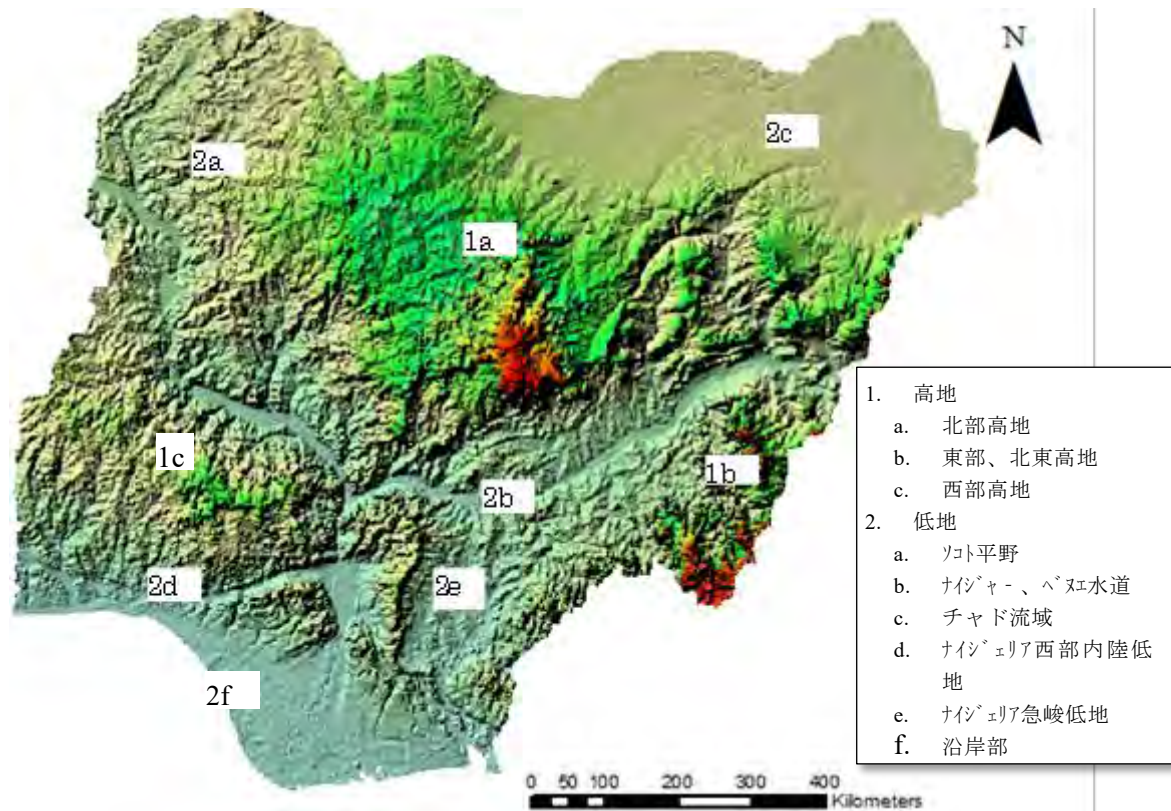 N
2c
2a
1a
1c
1b
2b
2d
2e
2f
1. 高地
a. 北部高地
b. 東部、北東高地
c. 西部高地
2. 低地
a. ｿｺﾄ平野
b. ﾅｲｼﾞｬｰ、ﾍﾞﾇｴ水道
c. チャド流域
d. ﾅｲｼﾞｪﾘｱ西部内陸低
地
e. ﾅｲｼﾞｪﾘｱ急峻低地
f. 沿岸部
0 50 100 200 300 400
Kilometers